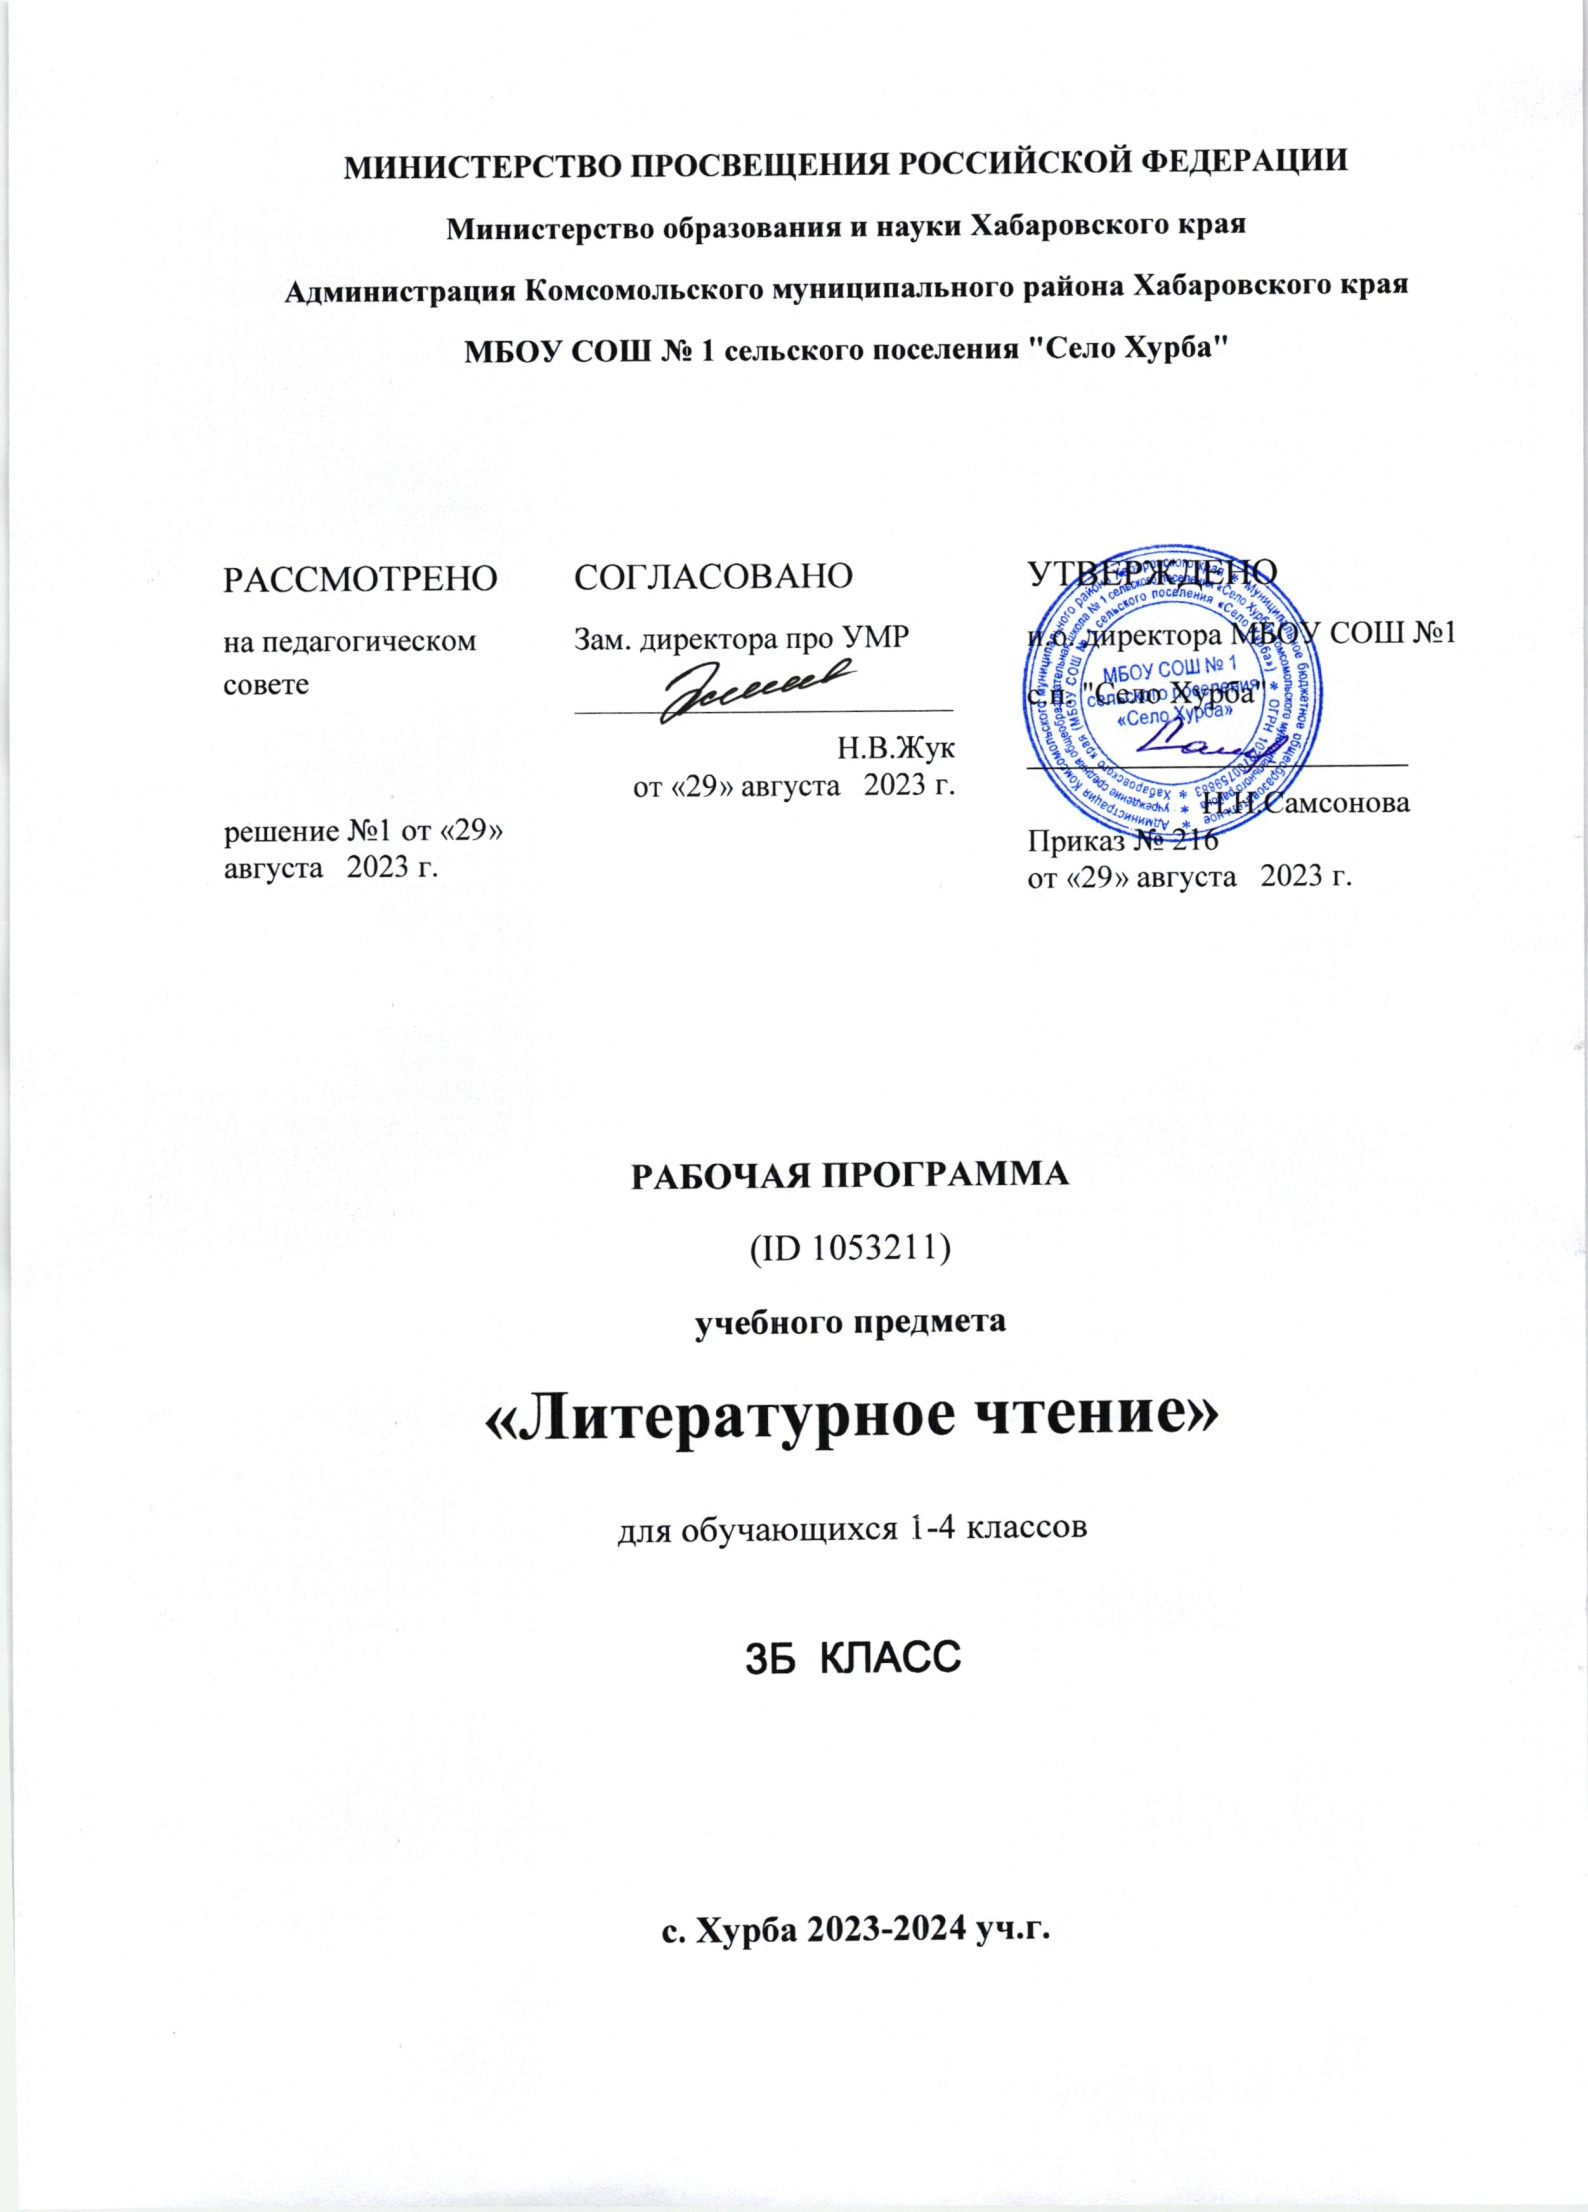 МИНИСТЕРСТВО ПРОСВЕЩЕНИЯ РОССИЙСКОЙ ФЕДЕРАЦИИ
Министерство образования и науки Хабаровского края
Администрация Комсомольского муниципального района Хабаровского края
МБОУ СОШ № 1 сельского поселения "Село Хурба"
РАССМОТРЕНО
на педагогическом
совете
решение №1 от «29»
августа 2023 г.
СОГЛАСОВАНО
Зам. директора про УМР
Н.В.Жук
от «29» августа 2023 г.
УТВЕРЖДЕНО
и.о. директора МБОУ СОШ №1
с.п. "Село Хурба"
Н.И.Самсонова
Приказ № 216
от «29» августа 2023 г.
МБОУ СОШ № 1
сельского поселения
«Село Хурба»
РАБОЧАЯ ПРОГРАММА
(ID 1053211)
учебного предмета
«Литературное чтение»
для обучающихся 1-4 классов
3Б КЛАСС
с. Хурба 2023-2024 уч.г.